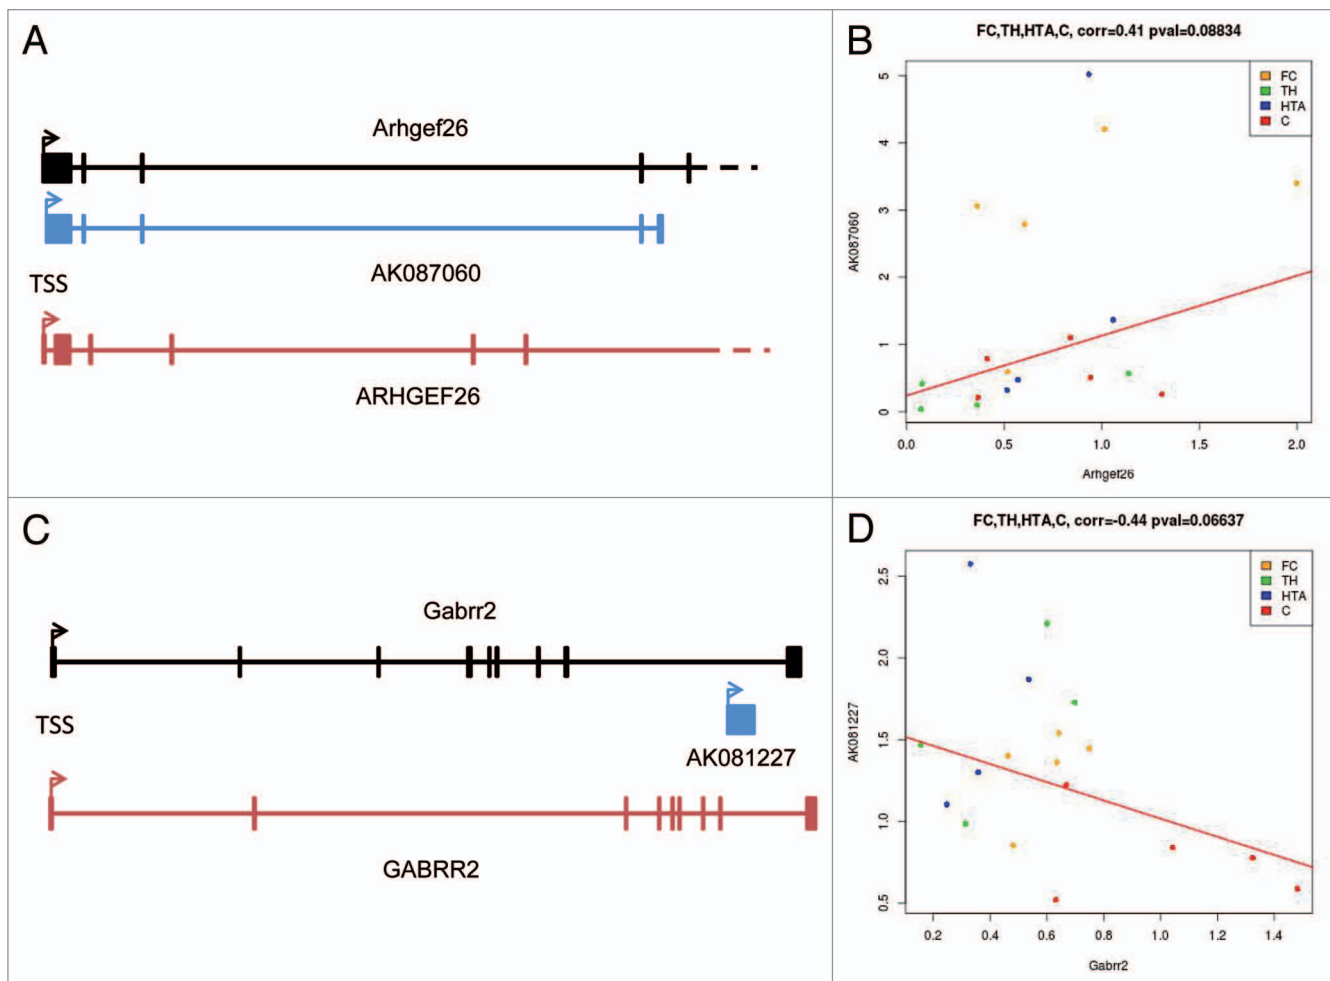 A
Arhgef26
AK087060
TSS
ARHGEF26
B
FC,TH,HTA,C, corr=0.41 pval=0.08834
FC
TH
HTA
C
AK087060
5
4
3
2
1
0
0.0 0.5 1.0 1.5 2.0
Arhgef26
C
Gabrr2
TSS
AK081227
GABRR2
D
FC,TH,HTA,C, corr=-0.44 pval=0.06637
FC
TH
HTA
C
AK081227
2.5
2.0
1.5
1.0
0.5
0.2 0.4 0.6 0.8 1.0 1.2 1.4
Gabrr2